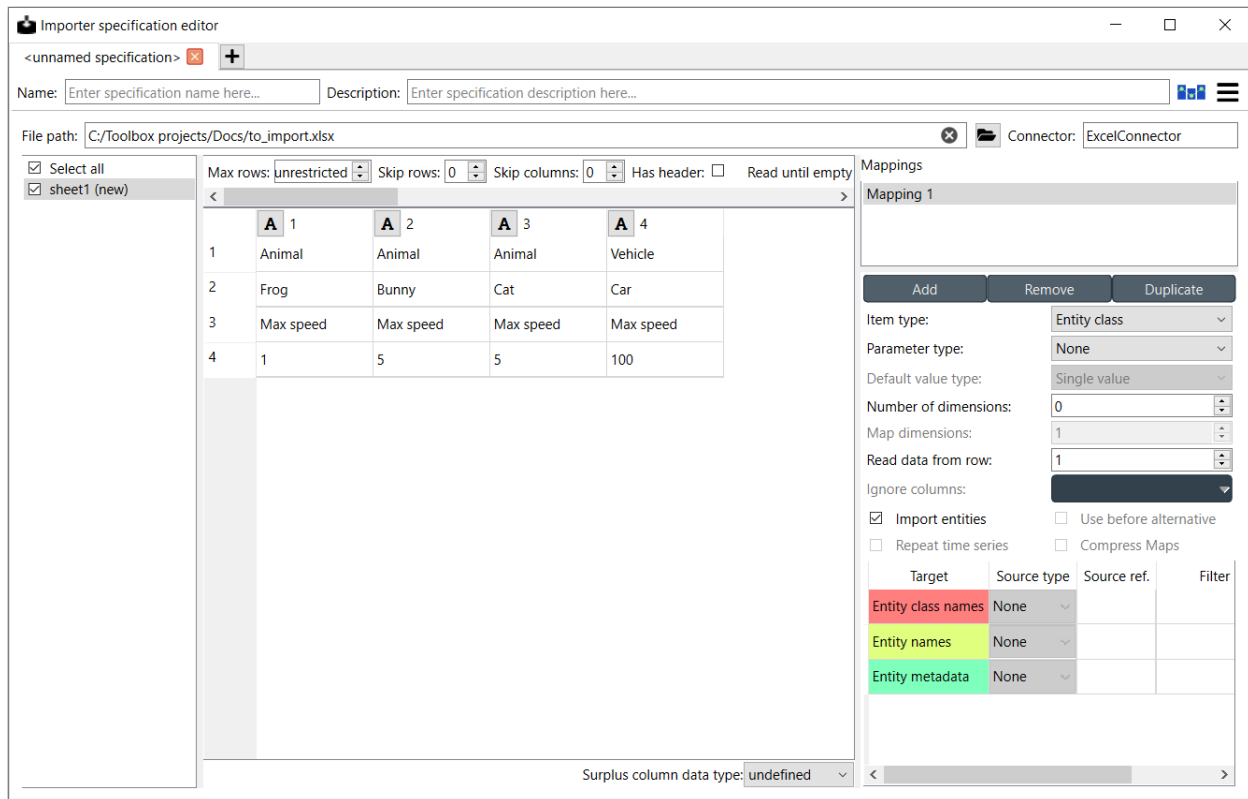 Importer specification editor
<unnamed specification>
Name: Enter specification name here... Description: Enter specification description here...
File path: C:/Toolbox projects/Docs/to_import.xlsx Connector: ExcelConnector
Select all
sheet1 (new)
Max rows: unrestricted Skip rows: 0 Skip columns: 0 Has header: Read until empty
A 1 A 2 A 3 A 4
1 Animal Animal Animal Vehicle
2 Frog Bunny Cat Car
3 Max speed Max speed Max speed Max speed
4 1 5 5 100
Surplus column data type: undefined
Mappings
Mapping 1
Add Remove Duplicate
Item type: Entity class
Parameter type: None
Default value type: Single value
Number of dimensions: 0
Map dimensions: 1
Read data from row: 1
Ignore columns:
Import entities Use before alternative
Repeat time series Compress Maps
Target Source type Source ref. Filter
Entity class names None
Entity names None
Entity metadata None